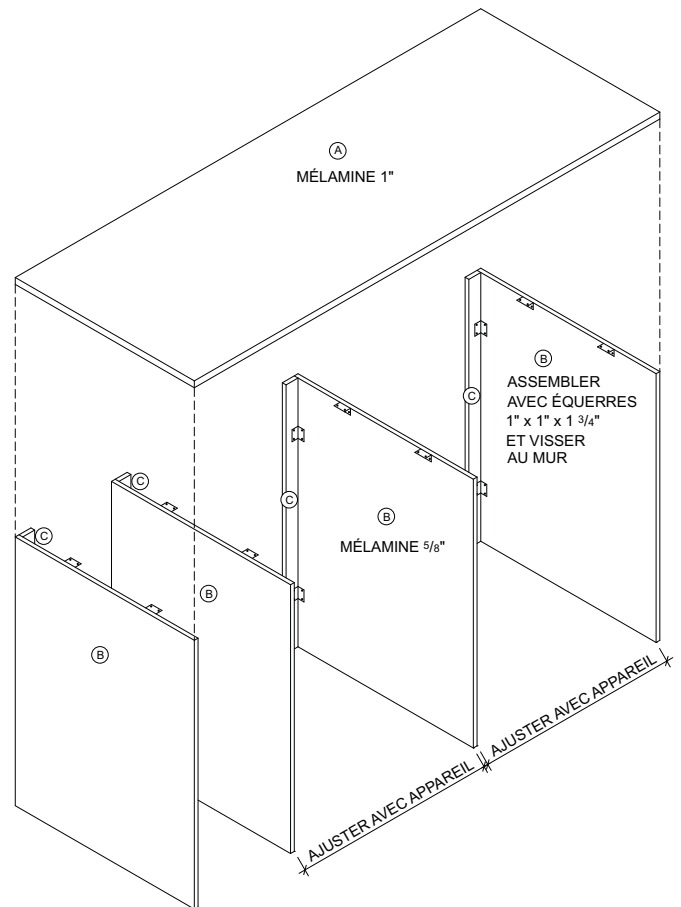 A
MÉLAMINE 1"
B
ASSEMBLER
AVEC ÉQUERRES
1" x 1" x 1 3/4"
ET VISSER
AU MUR
C
C
C
B
MÉLAMINE 5/8"
C
B
B
AJUSTER AVEC APPAREIL
AJUSTER AVEC APPAREIL